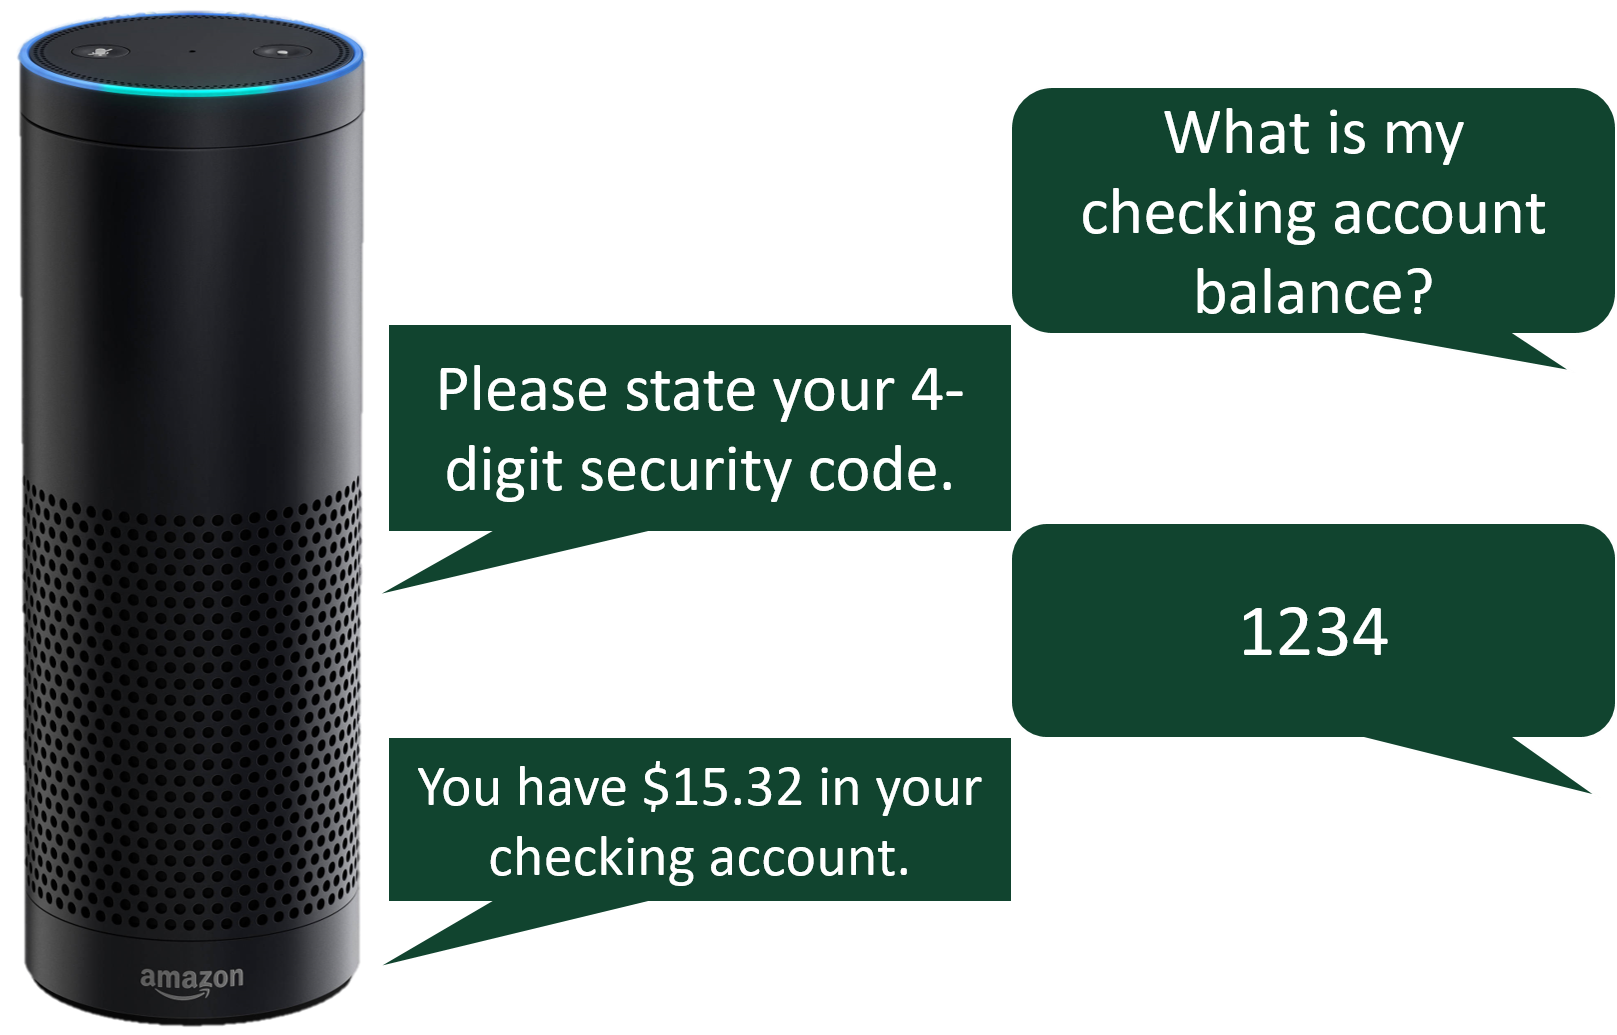 What is my
checking account
balance?
Please state your 4-
digit security code.
1234
You have $15.32 in your
checking account.
amazon